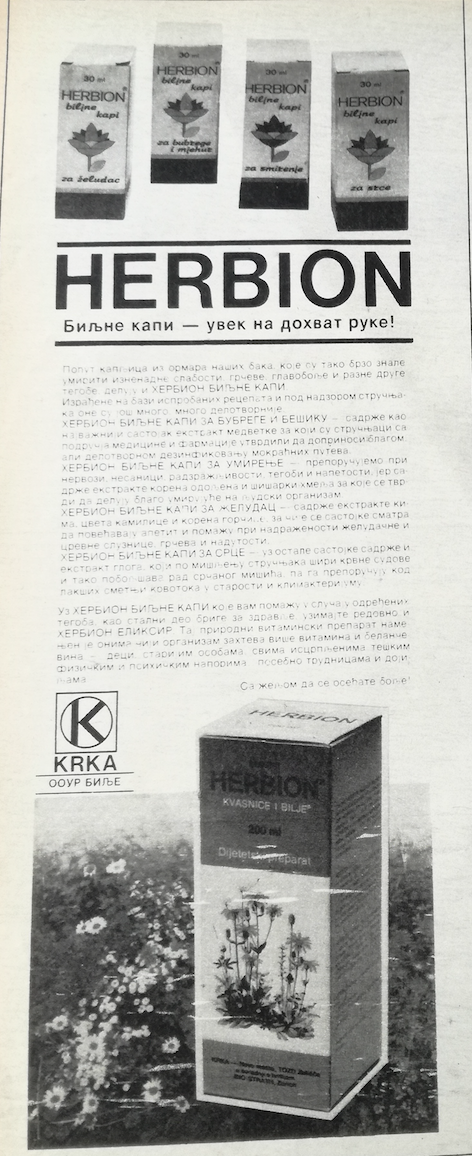 30 ml
HERBION®
biljne
kapi
za želudac
30 ml
HERBION®
biljne
kapi
za bubrege
i mjehur
30 ml
HERBION®
biljne
kapi
za smirenje
30 ml
HERBION®
biljne
kapi
za srce
HERBION
Биљне капи — увек на дохват руке!
Попут капљица из ормара наших бака, које су тако брзо знале
умирити изненадне слабости, грчеве, главобоље и разне друге
тегобе, делују и ХЕРБИОН БИЉНЕ КАПИ.
Израђене на бази испробаних рецепата и под надзором стручња-
ка оне су још много, много делотворније.
ХЕРБИОН БИЉНЕ КАПИ ЗА БУБРЕГЕ И БЕШИКУ — садрже као
најважнији састојак екстракт медветке за који су стручњаци са
подручја медицине и фармације утврдили да доприноси благом,
али делотворном дезинфиковању мокраћних путева.
ХЕРБИОН БИЉНЕ КАПИ ЗА УМИРЕЊЕ — препоручујемо при
нервози, несаници, раздражљивости, тегоби и напетости, јер са-
држе екстракте корена одољена и шишарки хмеља за које се твр-
ди да делују благо умирујуће на људски организам.
ХЕРБИОН БИЉНЕ КАПИ ЗА ЖЕЛУДАЦ — садрже екстракте ки-
ма, цвета камилице и корена горчице, за које се састојке сматра
да повећавају апетит и помажу при надражености желудачне и
цревне слузнице, грчева и надутости.
ХЕРБИОН БИЉНЕ КАПИ ЗА СРЦЕ — уз остале састојке садрже и
екстракт глога, који по мишљењу стручњака шири крвне судове
и тако побољшава рад срчаног мишића, па га препоручују код
лакших сметњи крвотока у старости и климактеријуму.
Уз ХЕРБИОН БИЉНЕ КАПИ које вам помажу у случају одређених
тегоба, као стални део бриге за здравље, узимајте редовно и
ХЕРБИОН ЕЛИКСИР. Та природни витамински препарат наме-
њен је онима чији организам захтева више витамина и беланче-
вина — деци, старијим особама, свима исцрпљенима тешким
физичким и психичким напорима, посебно трудницама и доји-
љама.
Са жељом да се осећате боље!
K
KRKA
ООУР БИЉЕ
HERBION
HERBION®
KVASNICE I BILJE®
200 ml
Dijetetski preparat
KRKA — Novo mesto, TOZD